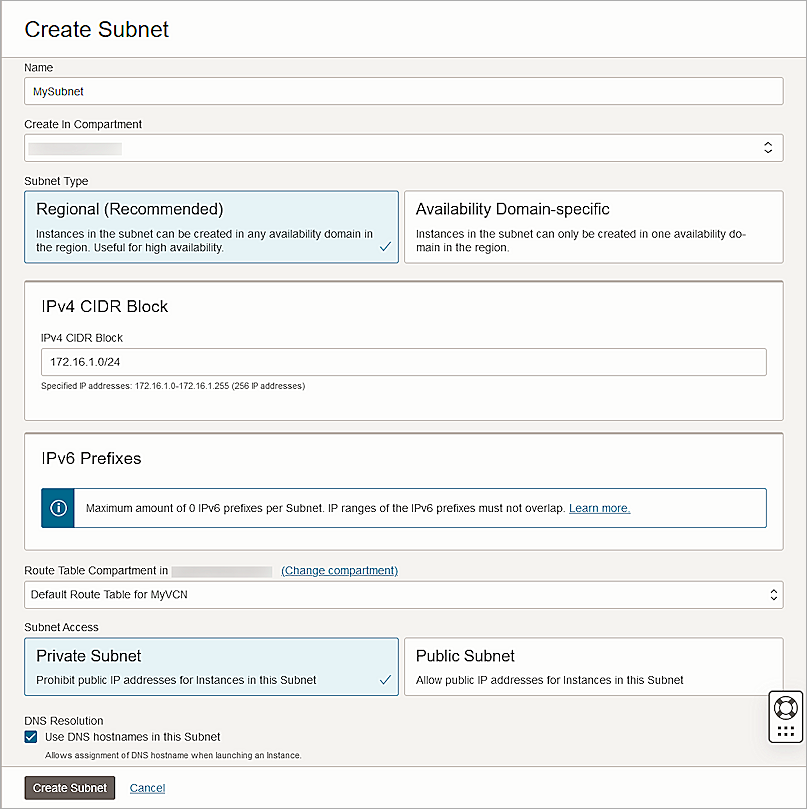 Create Subnet
Name
MySubnet
Create In Compartment
Subnet Type
Regional (Recommended)
Instances in the subnet can be created in any availability domain in
the region. Useful for high availability.
Availability Domain-specific
Instances in the subnet can only be created in one availability do-
main in the region.
IPv4 CIDR Block
IPv4 CIDR Block
172.16.1.0/24
Specified IP addresses: 172.16.1.0-172.16.1.255 (256 IP addresses)
IPv6 Prefixes
Maximum amount of 0 IPv6 prefixes per Subnet. IP ranges of the IPv6 prefixes must not overlap. Learn more.
Route Table Compartment in (Change compartment)
Default Route Table for MyVCN
Subnet Access
Private Subnet
Prohibit public IP addresses for Instances in this Subnet
Public Subnet
Allow public IP addresses for Instances in this Subnet
DNS Resolution
Use DNS hostnames in this Subnet
Allows assignment of DNS hostname when launching an Instance.
Create Subnet
Cancel